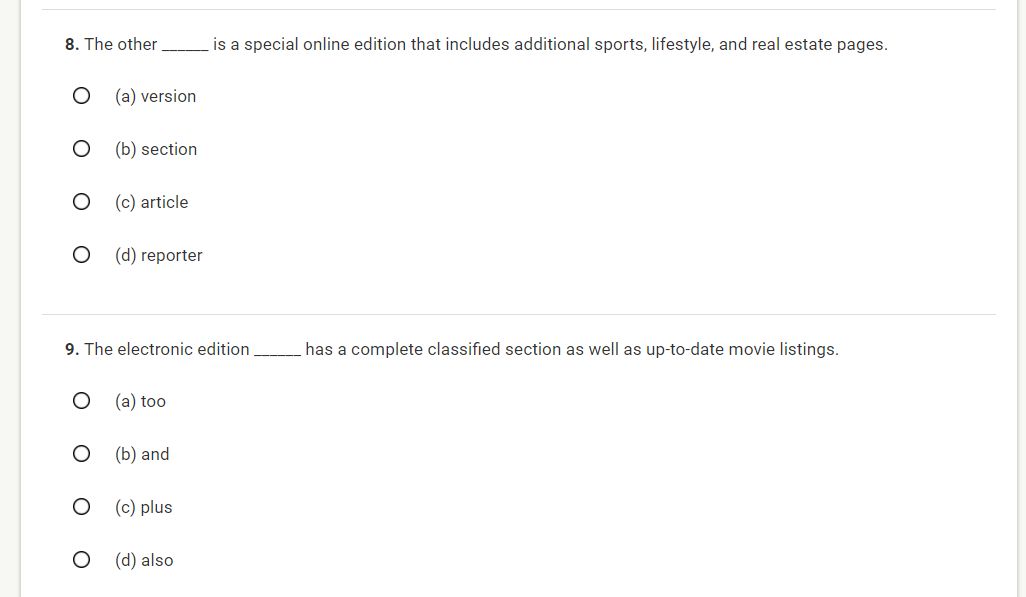 8. The other ______ is a special online edition that includes additional sports, lifestyle, and real estate pages.
(a) version
(b) section
(c) article
(d) reporter
9. The electronic edition ______ has a complete classified section as well as up-to-date movie listings.
(a) too
(b) and
(c) plus
(d) also